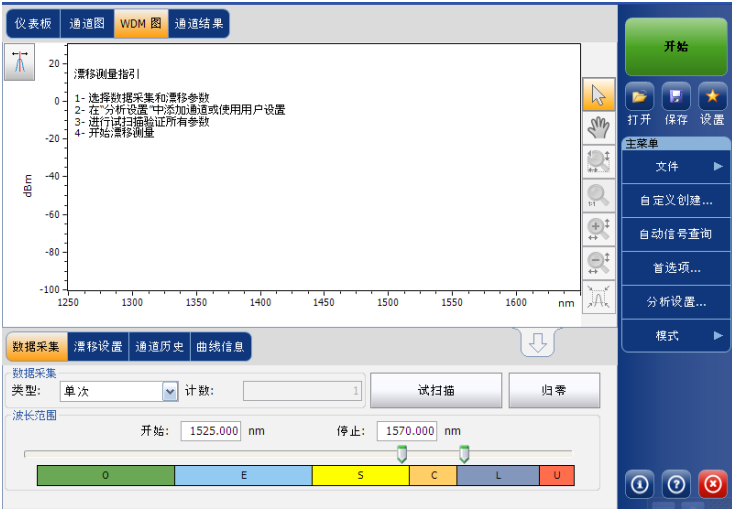 仪表板 通道图 WDM 图 通道结果
开始
打开 保存 设置
主菜单
文件
自定义创建...
自动信号查询
首选项...
分析设置...
模式
漂移测量指引
1- 选择数据采集和漂移参数
2- 在"分析设置"中添加通道或使用用户设置
3- 进行试扫描验证所有参数
4- 开始漂移测量
dBm
20
0
-20
-40
-60
-80
-100
1250 1300 1350 1400 1450 1500 1550 1600 nm
1:1
数据采集 漂移设置 通道历史 曲线信息
数据采集
类型: 单次 计数: 1 试扫描 归零
波长范围
开始: 1525.000 nm 停止: 1570.000 nm
O E S C L U